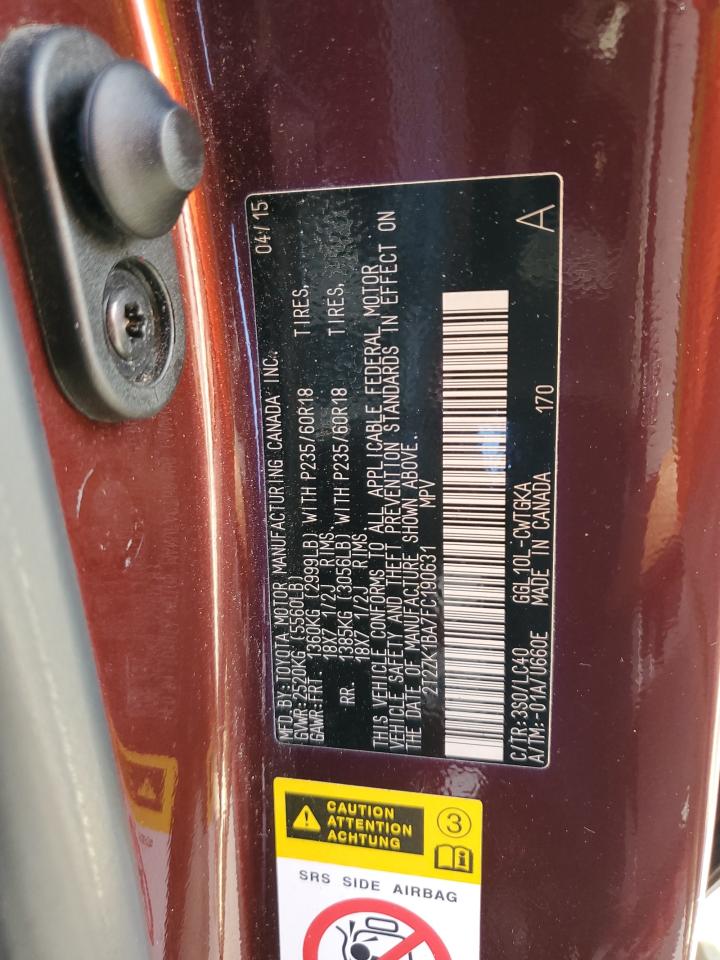 MFD.BY:TOYOTA MOTOR MANUFACTURING CANADA INC. 04/15
GVWR:2520KG (5560LB)
GAWR:FRT. 1360KG (2999LB) WITH P235/60R18 TIRES,
18X7 1/2J RIMS
RR. 1385KG (3056LB) WITH P235/60R18 TIRES,
18X7 1/2J RIMS
THIS VEHICLE CONFORMS TO ALL APPLICABLE FEDERAL MOTOR
VEHICLE SAFETY AND THEFT PREVENTION STANDARDS IN EFFECT ON
THE DATE OF MANUFACTURE SHOWN ABOVE.
2T2ZK1BA7FC190631 MPV
C/TR:3S0/LC40 GGL10L-CWTGKA 170 A
A/TM:-01A/U660E MADE IN CANADA
CAUTION
ATTENTION
ACHTUNG
3
i
SRS SIDE AIRBAG